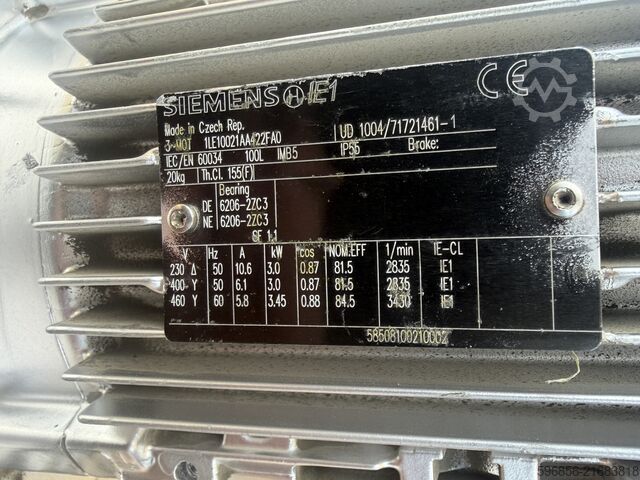 SIEMENS IE1 CE
Made in Czech Rep. UD 1004/71721461-1
3~MOT 1LE10021AA422FA0
IEC/EN 60034 100L IMB5 IP55 Brake:
20kg Th.Cl. 155(F)
Bearing
DE 6206-2ZC3
NE 6206-2ZC3
SF 1.1
V Hz A kW cos NOM.EFF 1/min IE-CL
230 Δ 50 10.6 3.0 0.87 81.5 2835 IE1
400 Y 50 6.1 3.0 0.87 81.5 2835 IE1
460 Y 60 5.8 3.45 0.88 84.5 3430 IE1
58508100210002
596856-21683818